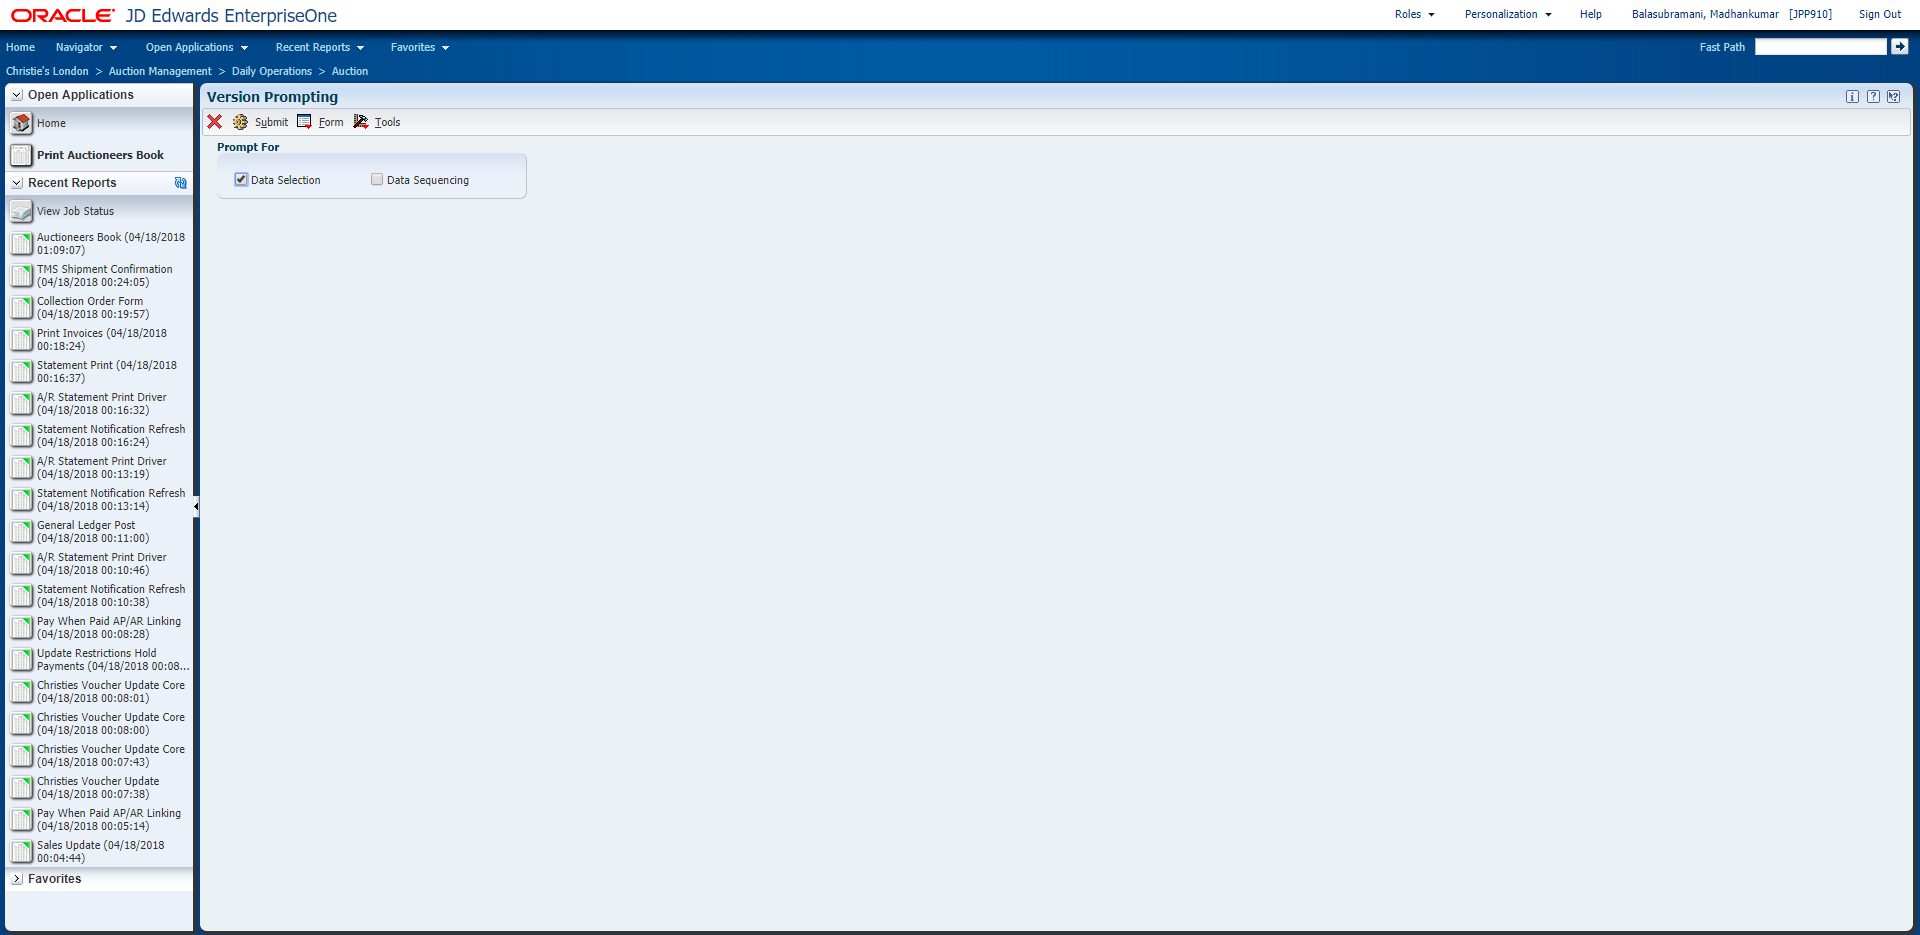 ORACLE JD Edwards EnterpriseOne
Roles Personalization Help Balasubramani, Madhankumar [JPP910] Sign Out
Home Navigator Open Applications Recent Reports Favorites Fast Path
Christie's London > Auction Management > Daily Operations > Auction
Open Applications
Home
Print Auctioneers Book
Recent Reports
View Job Status
Auctioneers Book (04/18/2018
01:09:07)
TMS Shipment Confirmation
(04/18/2018 00:24:05)
Collection Order Form
(04/18/2018 00:19:57)
Print Invoices (04/18/2018
00:18:24)
Statement Print (04/18/2018
00:16:37)
A/R Statement Print Driver
(04/18/2018 00:16:32)
Statement Notification Refresh
(04/18/2018 00:16:24)
A/R Statement Print Driver
(04/18/2018 00:13:19)
Statement Notification Refresh
(04/18/2018 00:13:14)
General Ledger Post
(04/18/2018 00:11:00)
A/R Statement Print Driver
(04/18/2018 00:10:46)
Statement Notification Refresh
(04/18/2018 00:10:38)
Pay When Paid AP/AR Linking
(04/18/2018 00:08:28)
Update Restrictions Hold
Payments (04/18/2018 00:08...
Christies Voucher Update Core
(04/18/2018 00:08:01)
Christies Voucher Update Core
(04/18/2018 00:08:00)
Christies Voucher Update Core
(04/18/2018 00:07:43)
Christies Voucher Update
(04/18/2018 00:07:38)
Pay When Paid AP/AR Linking
(04/18/2018 00:05:14)
Sales Update (04/18/2018
00:04:44)
Favorites
Version Prompting
Submit Form Tools
Prompt For
Data Selection Data Sequencing